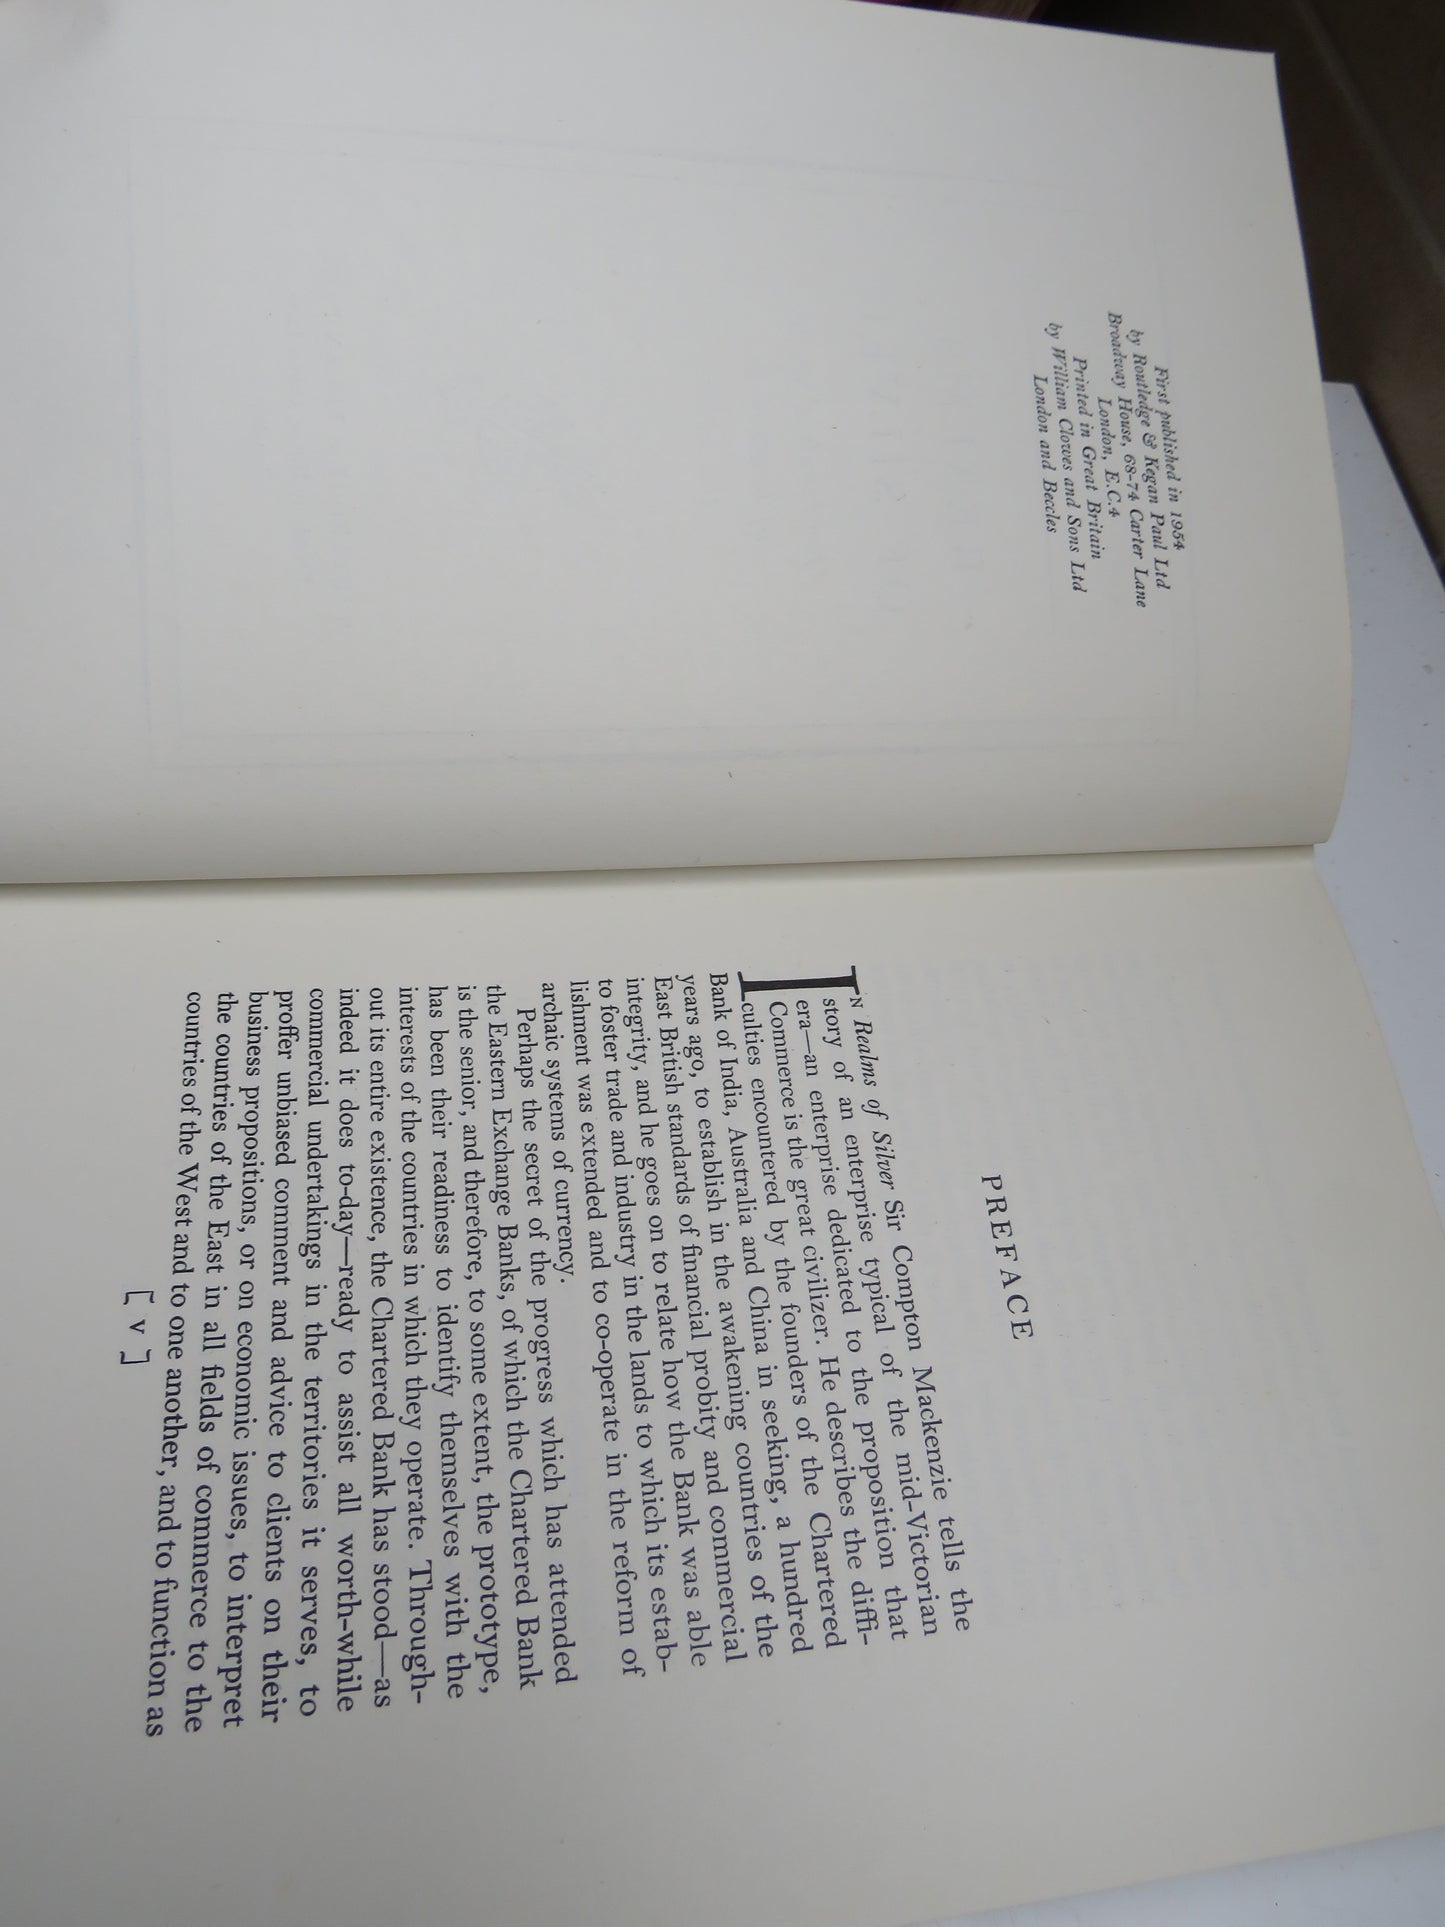 First published in 1954
by Routledge & Kegan Paul Ltd
Broadway House, 68-74 Carter Lane
London, E.C.4
Printed in Great Britain
by William Clowes and Sons Ltd
London and Beccles
PREFACE
IN Realms of Silver Sir Compton Mackenzie tells the
story of an enterprise typical of the mid-Victorian
era—an enterprise dedicated to the proposition that
Commerce is the great civilizer. He describes the diffi-
culties encountered by the founders of the Chartered
Bank of India, Australia and China in seeking, a hundred
years ago, to establish in the awakening countries of the
East British standards of financial probity and commercial
integrity, and he goes on to relate how the Bank was able
to foster trade and industry in the lands to which its estab-
lishment was extended and to co-operate in the reform of
archaic systems of currency.
Perhaps the secret of the progress which has attended
the Eastern Exchange Banks, of which the Chartered Bank
is the senior, and therefore, to some extent, the prototype,
has been their readiness to identify themselves with the
interests of the countries in which they operate. Through-
out its entire existence, the Chartered Bank has stood—as
indeed it does to-day—ready to assist all worth-while
commercial undertakings in the territories it serves, to
proffer unbiased comment and advice to clients on their
business propositions, or on economic issues, to interpret
the countries of the East in all fields of commerce to the
countries of the West and to one another, and to function as
[ v ]